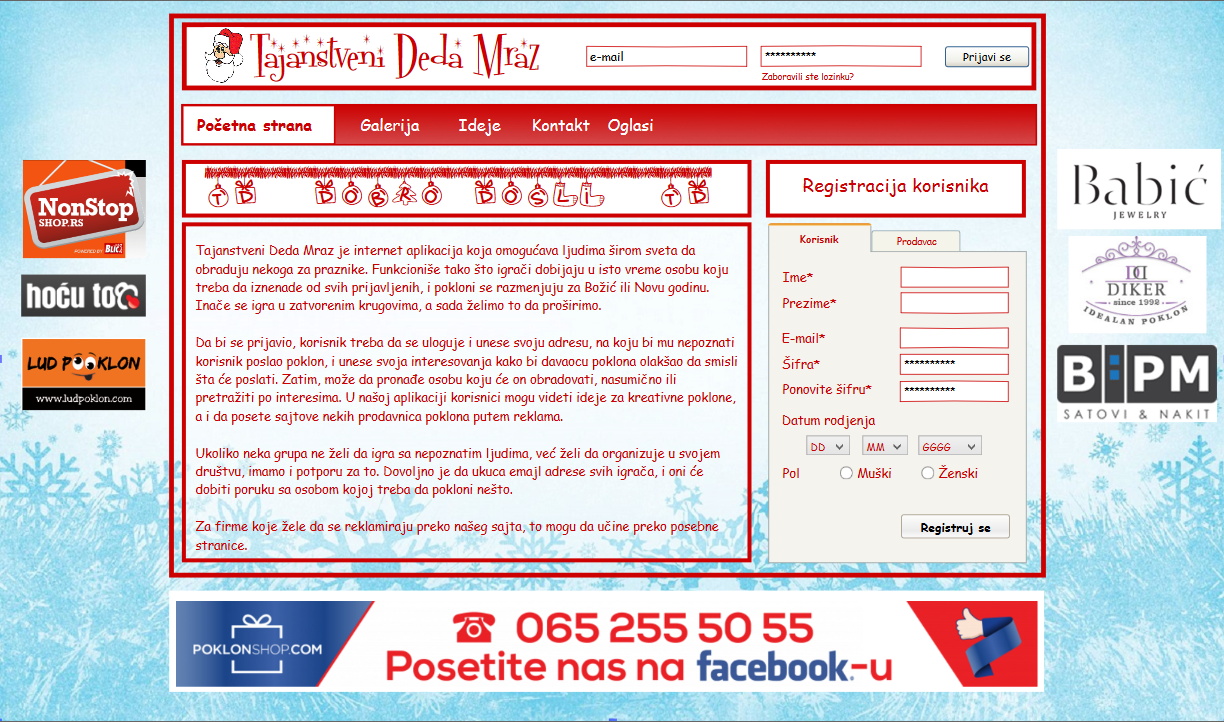 Tajanstveni Deda Mraz
e-mail
**********
Prijavi se
Zaboravili ste lozinku?
Početna strana
Galerija
Ideje
Kontakt
Oglasi
TD DOBRO DOŠLI TD
Tajanstveni Deda Mraz je internet aplikacija koja omogućava ljudima širom sveta da
obraduju nekoga za praznike. Funkcioniše tako što igrači dobijaju u isto vreme osobu koju
treba da iznenade od svih prijavljenih, i pokloni se razmenjuju za Božić ili Novu godinu.
Inače se igra u zatvorenim krugovima, a sada želimo to da proširimo.
Da bi se prijavio, korisnik treba da se uloguje i unese svoju adresu, na koju bi mu nepoznati
korisnik poslao poklon, i unese svoja interesovanja kako bi davaocu poklona olakšao da smisli
šta će poslati. Zatim, može da pronađe osobu koju će on obradovati, nasumično ili
pretražiti po interesima. U našoj aplikaciji korisnici mogu videti ideje za kreativne poklone,
a i da posete sajtove nekih prodavnica poklona putem reklama.
Ukoliko neka grupa ne želi da igra sa nepoznatim ljudima, već želi da organizuje u svojem
društvu, imamo i potporu za to. Dovoljno je da ukuca emajl adrese svih igrača, i oni će
dobiti poruku sa osobom kojoj treba da pokloni nešto.
Za firme koje žele da se reklamiraju preko našeg sajta, to mogu da učine preko posebne
stranice.
Registracija korisnika
Korisnik
Prodavac
Ime*
Prezime*
E-mail*
Šifra*
**********
Ponovite šifru*
**********
Datum rodjenja
DD
MM
GGGG
Pol
Muški
Ženski
Registruj se
NonStop
SHOP.RS
POWERED BY BLIC
hoću to
LUD POKLON
www.ludpoklon.com
Babić
JEWELRY
DIKER
since 1992
IDEALAN POKLON
B:PM
SATOVI & NAKIT
POKLONSHOP.COM
065 255 50 55
Posetite nas na facebook-u